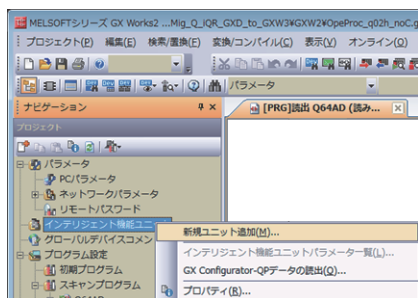 MELSOFTシリーズ GX Works2 ...Mig_Q_iQR_GXD_to_GXW3¥GXW2¥OpeProc_q02h_noC.g
プロジェクト(P) 編集(E) 検索/置換(F) 変換/コンパイル(C) 表示(V) オンライン(O)
パラメータ
ナビゲーション
[PRG]読出 Q64AD (読み...
プロジェクト
パラメータ
PCパラメータ
ネットワークパラメータ
リモートパスワード
インテリジェント機能ユニット
新規ユニット追加(M)...
グローバルデバイスコメン
インテリジェント機能ユニットパラメータ一覧(L)...
プログラム設定
GX Configurator-QPデータの読出(Q)...
初期プログラム
スキャンプログラム
プロパティ(R)...
Q64AD